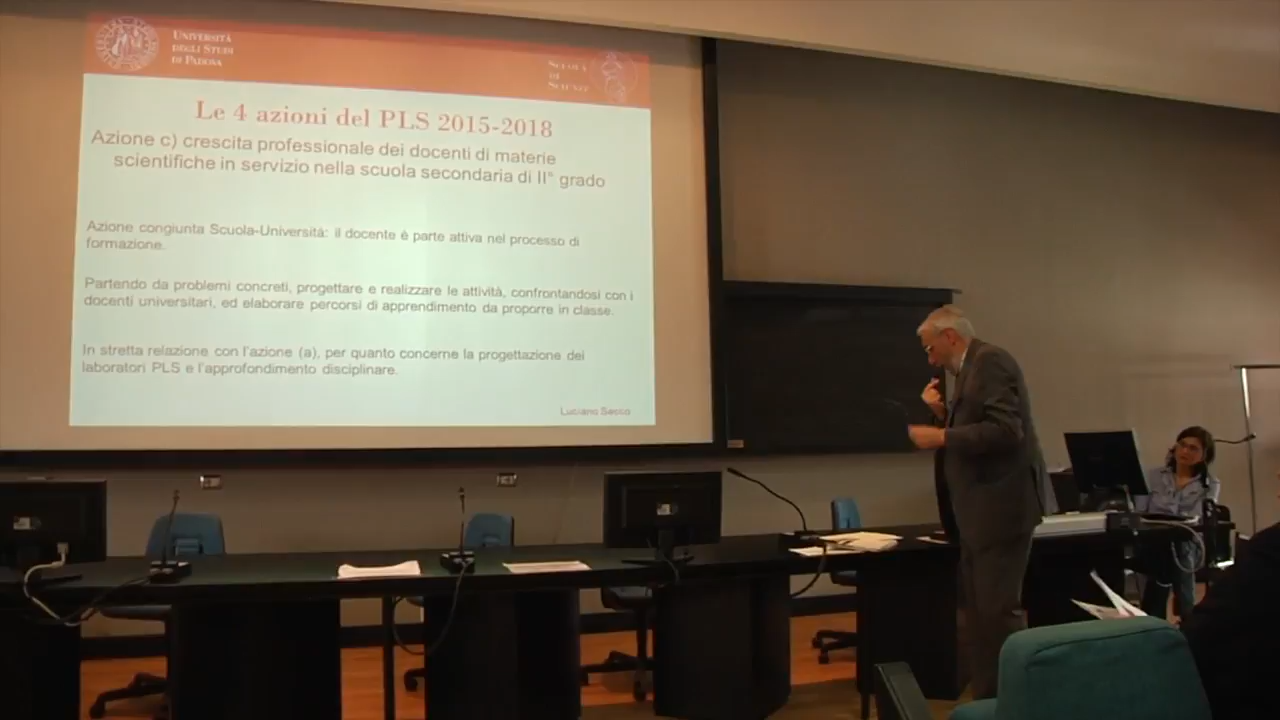 UNIVERSITÀ
DEGLI STUDI
DI PADOVA
SCUOLA
DI
SCIENZE
Le 4 azioni del PLS 2015-2018
Azione c) crescita professionale dei docenti di materie
scientifiche in servizio nella scuola secondaria di II° grado
Azione congiunta Scuola-Università: il docente è parte attiva nel processo di
formazione.
Partendo da problemi concreti, progettare e realizzare le attività, confrontandosi con i
docenti universitari, ed elaborare percorsi di apprendimento da proporre in classe.
In stretta relazione con l'azione (a), per quanto concerne la progettazione dei
laboratori PLS e l'approfondimento disciplinare.
Luciano Secco